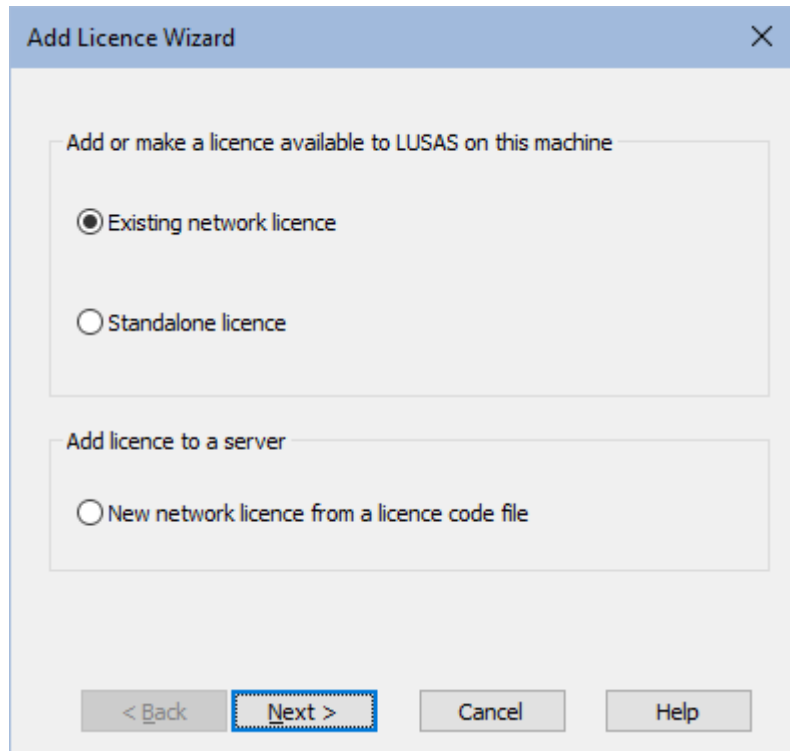 Add Licence Wizard
Add or make a licence available to LUSAS on this machine
Existing network licence
Standalone licence
Add licence to a server
New network licence from a licence code file
< Back
Next >
Cancel
Help